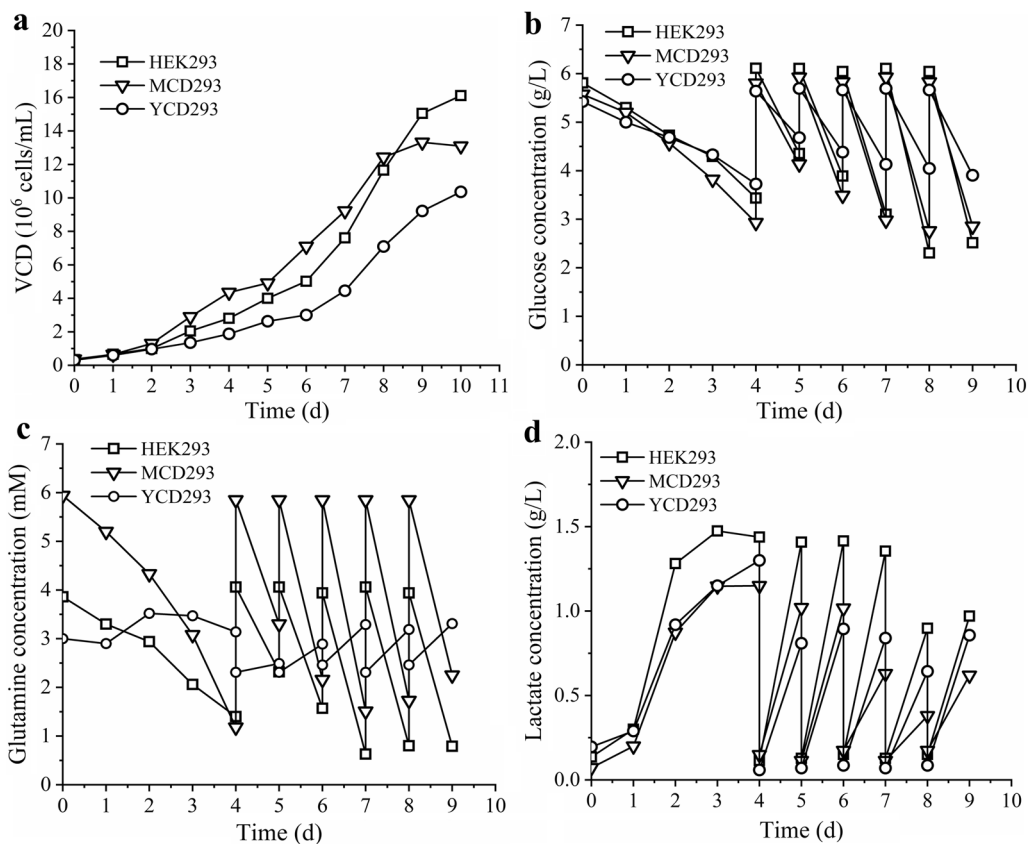 a
VCD (10⁶ cells/mL)
20
18
16
14
12
10
8
6
4
2
0
HEK293
MCD293
YCD293
0 1 2 3 4 5 6 7 8 9 10 11
Time (d)
b
Glucose concentration (g/L)
7
6
5
4
3
2
1
0
HEK293
MCD293
YCD293
0 1 2 3 4 5 6 7 8 9 10
Time (d)
c
Glutamine concentration (mM)
7
6
5
4
3
2
1
0
HEK293
MCD293
YCD293
0 1 2 3 4 5 6 7 8 9 10
Time (d)
d
Lactate concentration (g/L)
2.0
1.5
1.0
0.5
0.0
HEK293
MCD293
YCD293
0 1 2 3 4 5 6 7 8 9 10
Time (d)